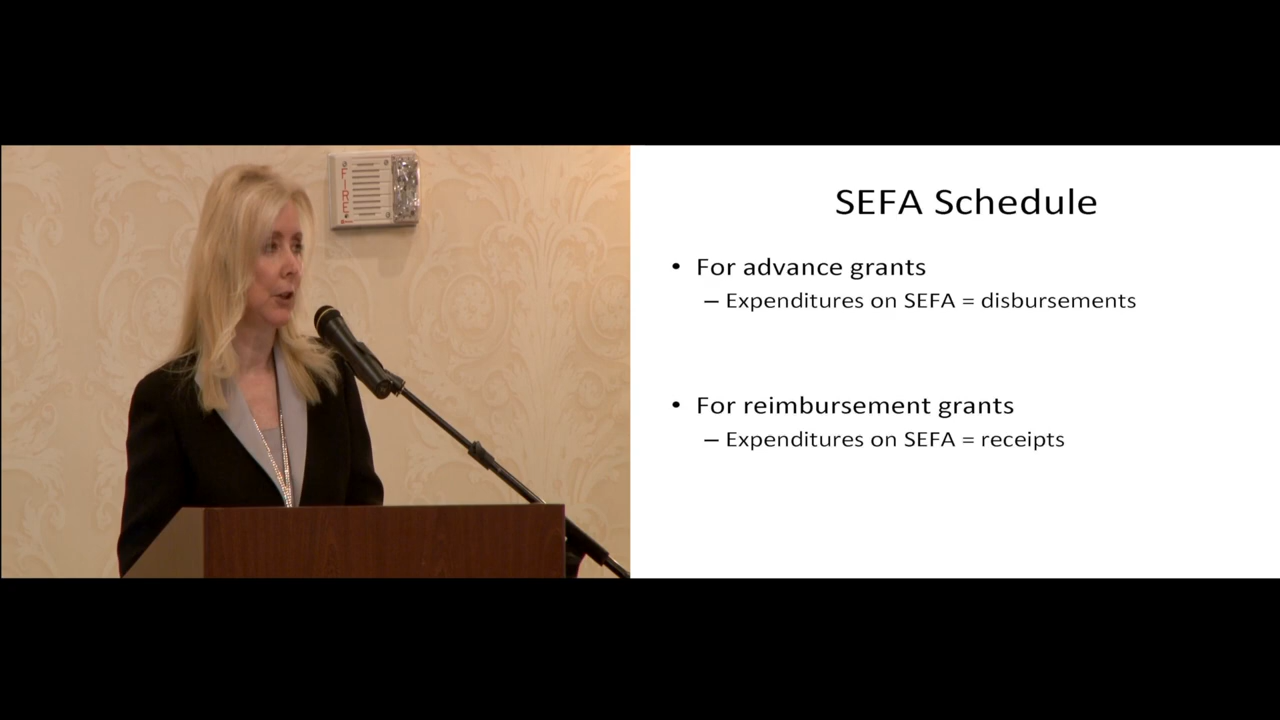 FIRE
SEFA Schedule
• For advance grants
– Expenditures on SEFA = disbursements
• For reimbursement grants
– Expenditures on SEFA = receipts